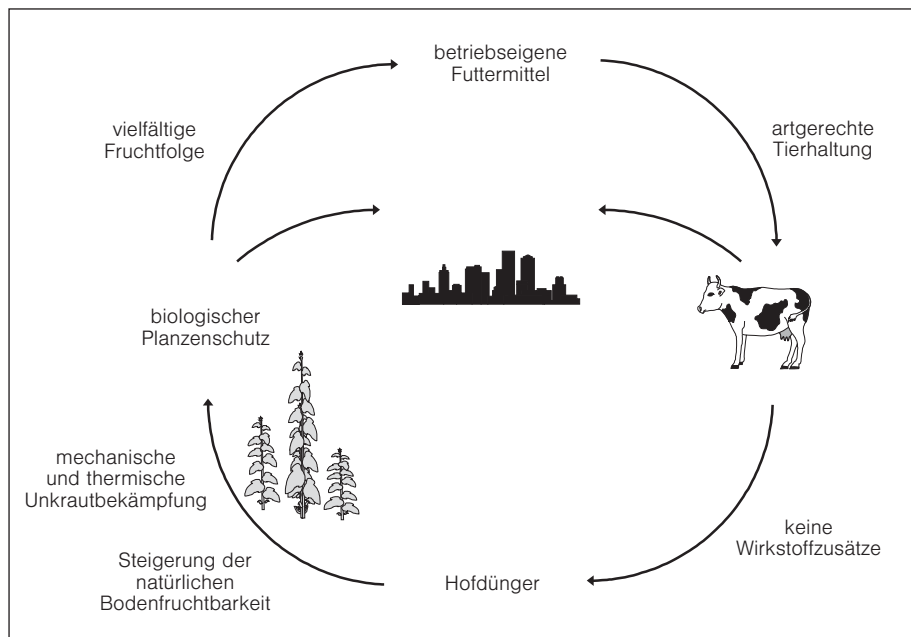 betriebseigene
Futtermittel
vielfältige
Fruchtfolge
artgerechte
Tierhaltung
biologischer
Planzenschutz
mechanische
und thermische
Unkrautbekämpfung
keine
Wirkstoffzusätze
Steigerung der
natürlichen
Bodenfruchtbarkeit
Hofdünger